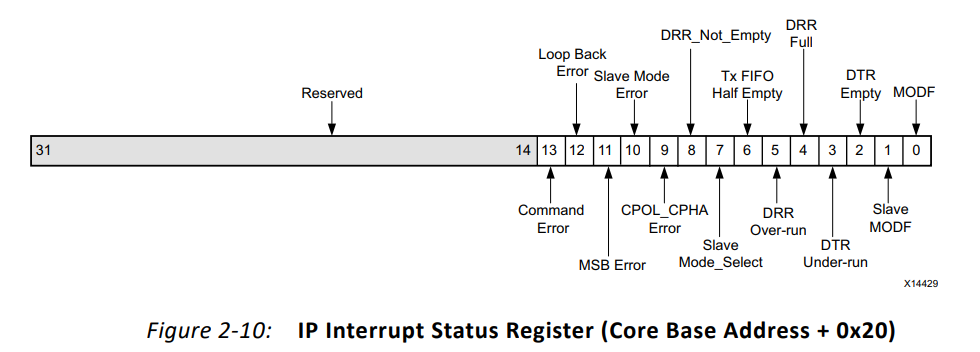 DRR
Full
DRR_Not_Empty
Loop Back
Error
Slave Mode
Error
Tx FIFO
Half Empty
DTR
Empty
MODF
Reserved
31 14 13 12 11 10 9 8 7 6 5 4 3 2 1 0
Command
Error
MSB Error
CPOL_CPHA
Error
Slave
Mode_Select
DRR
Over-run
DTR
Under-run
Slave
MODF
X14429
Figure 2-10: IP Interrupt Status Register (Core Base Address + 0x20)